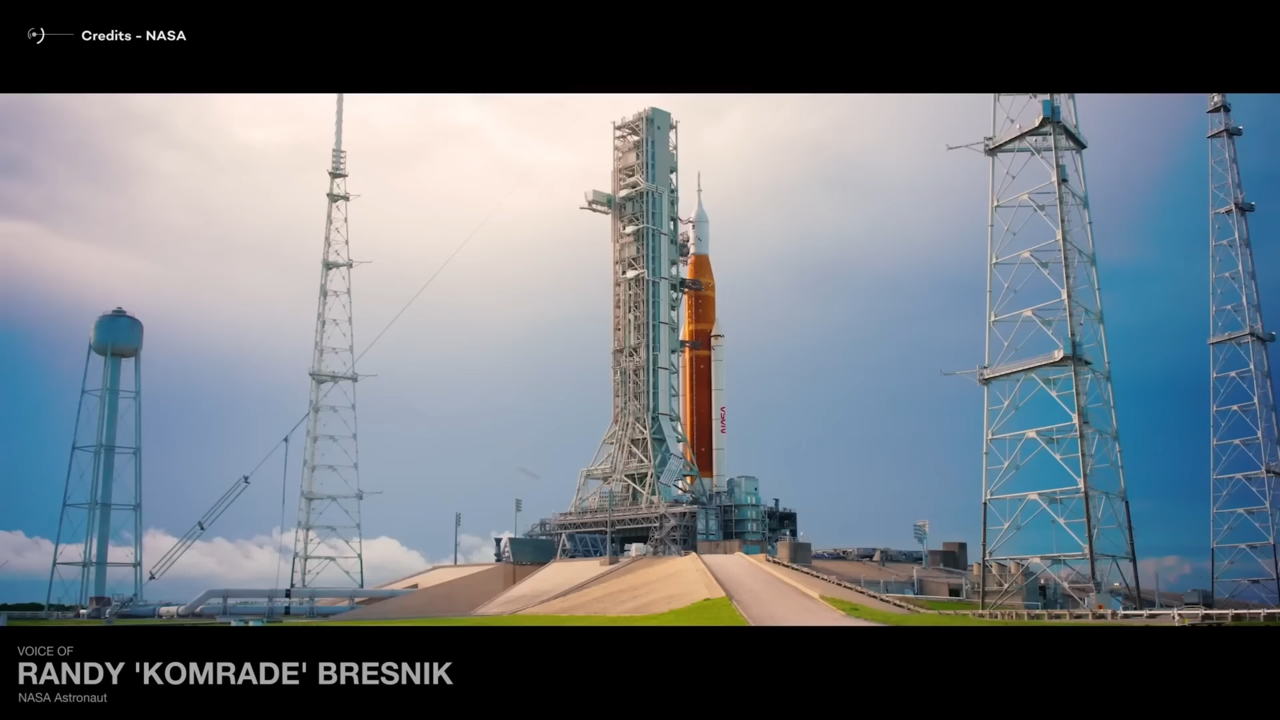 Credits - NASA
NASA
VOICE OF
RANDY 'KOMRADE' BRESNIK
NASA Astronaut